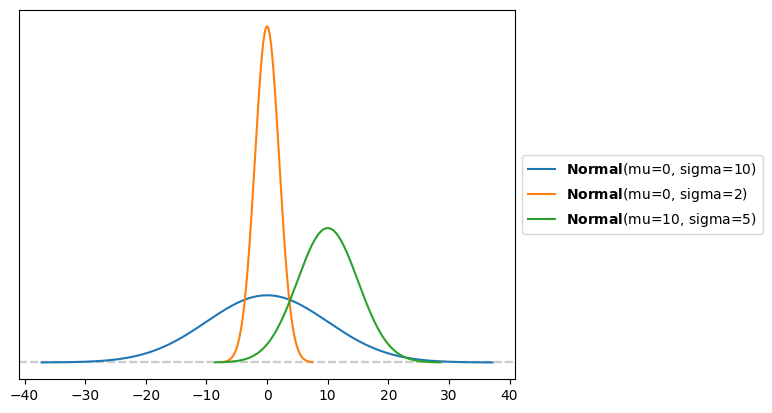 Normal(mu=0, sigma=10)
Normal(mu=0, sigma=2)
Normal(mu=10, sigma=5)
−40 −30 −20 −10 0 10 20 30 40